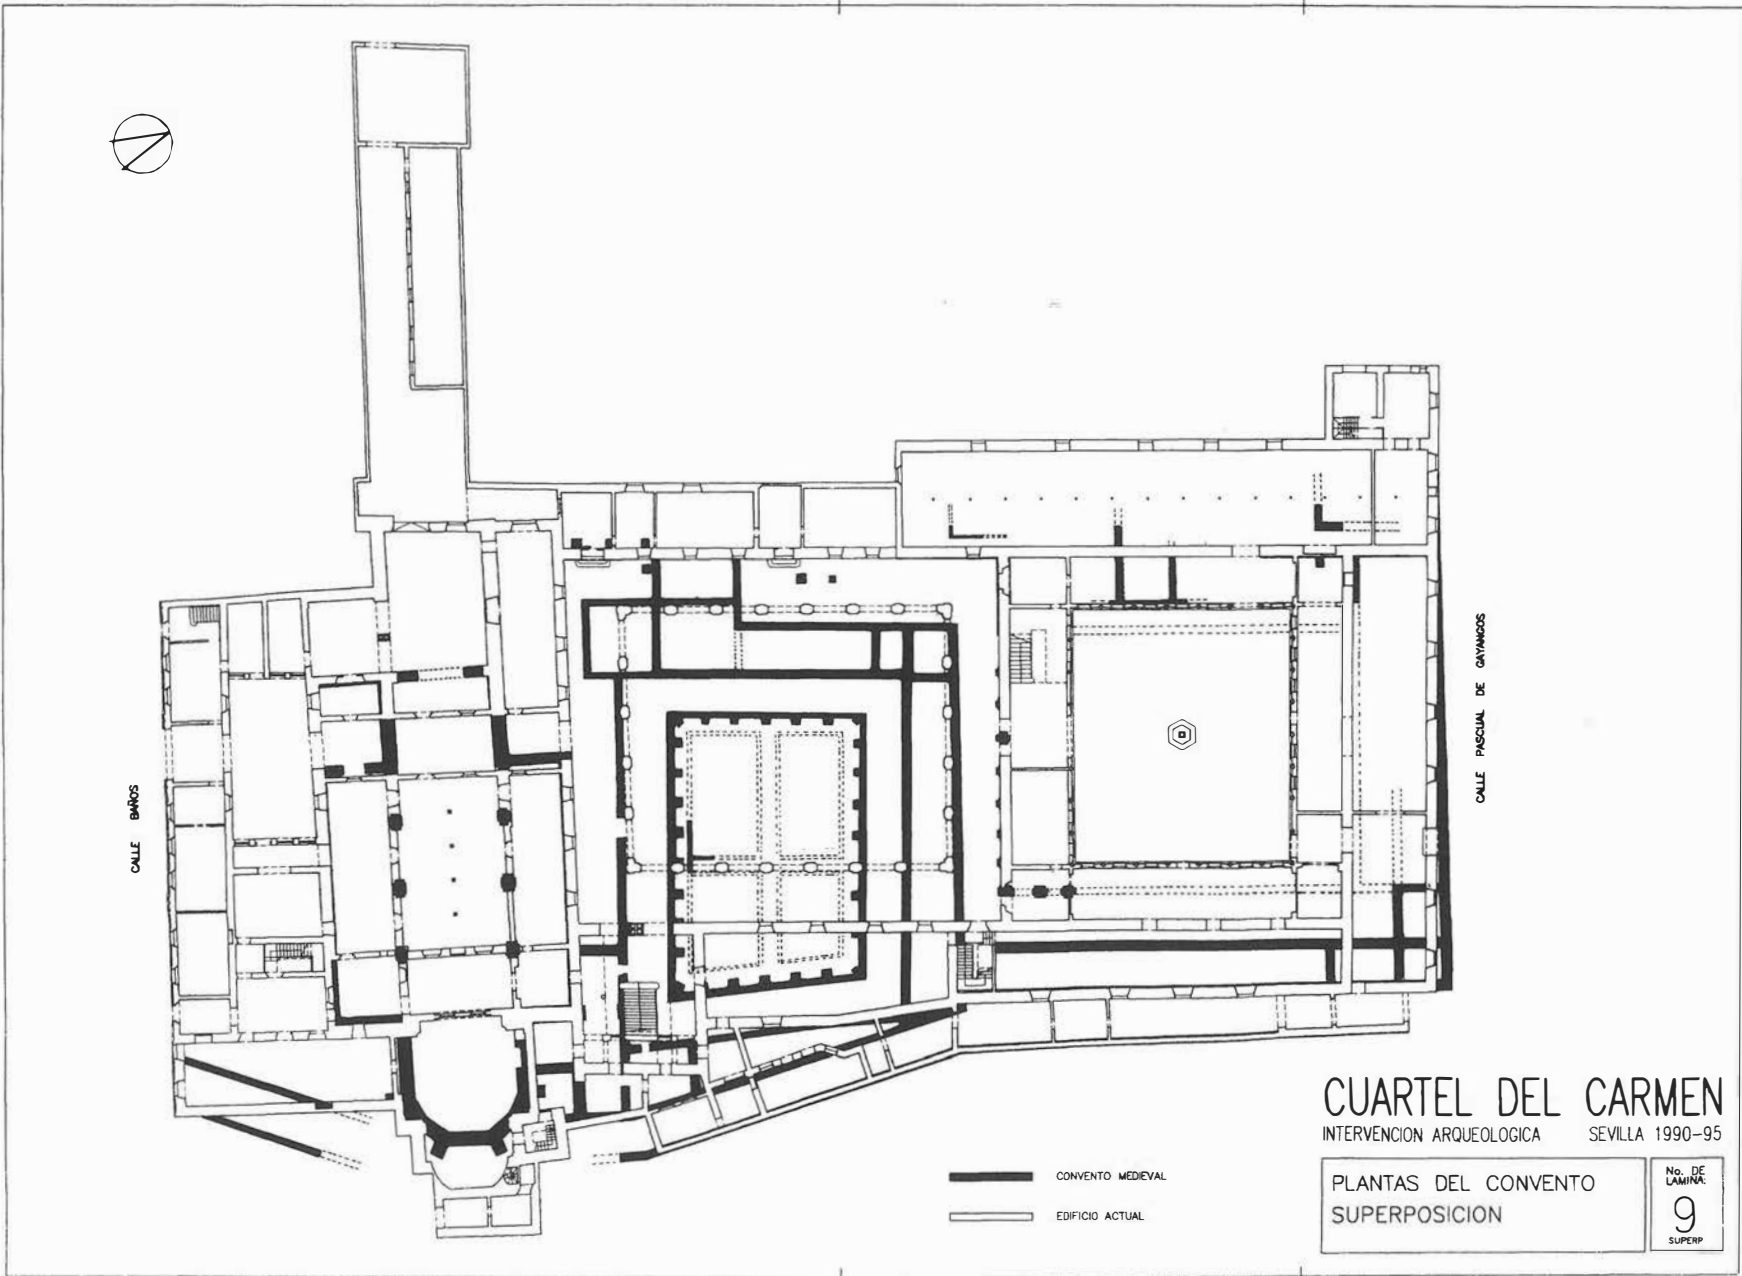 CALLE BAÑOS
CALLE PASCUAL DE GAYANGOS
CONVENTO MEDIEVAL
EDIFICIO ACTUAL
CUARTEL DEL CARMEN
INTERVENCION ARQUEOLOGICA SEVILLA 1990-95
PLANTAS DEL CONVENTO
SUPERPOSICION
No. DE
LAMINA:
9
SUPERP